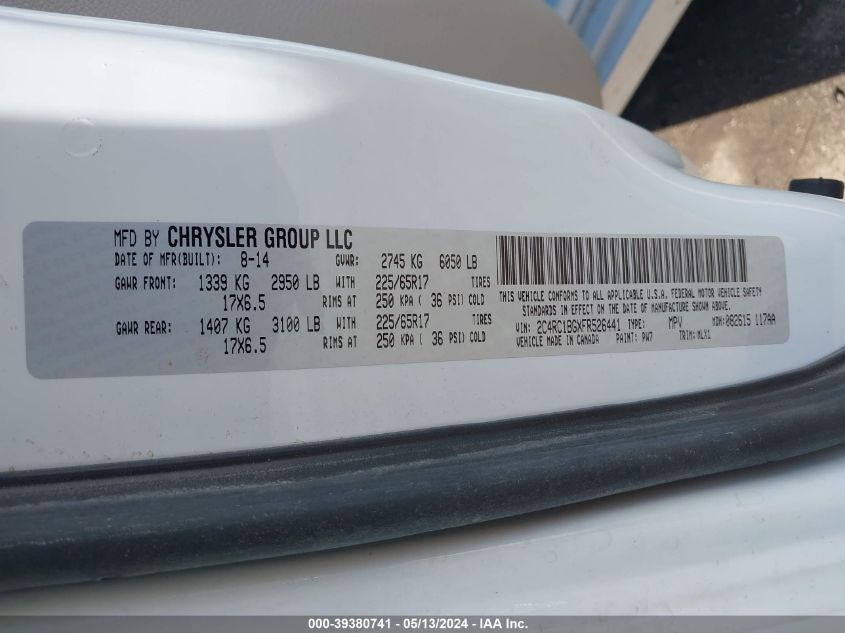 MFD BY CHRYSLER GROUP LLC
DATE OF MFR(BUILT): 8-14 GVWR: 2745 KG 6050 LB
GAWR FRONT: 1339 KG 2950 LB WITH 225/65R17 TIRES
17X6.5 RIMS AT 250 KPA ( 36 PSI) COLD
GAWR REAR: 1407 KG 3100 LB WITH 225/65R17 TIRES
17X6.5 RIMS AT 250 KPA ( 36 PSI) COLD
THIS VEHICLE CONFORMS TO ALL APPLICABLE U.S.A. FEDERAL MOTOR VEHICLE SAFETY
STANDARDS IN EFFECT ON THE DATE OF MANUFACTURE SHOWN ABOVE.
VIN: 2C4RC1BGXFR526441 TYPE: MPV MDH: 082615 117AA
VEHICLE MADE IN CANADA PAINT: PW7 TRIM: MLX1
000-39380741 - 05/13/2024 - IAA Inc.